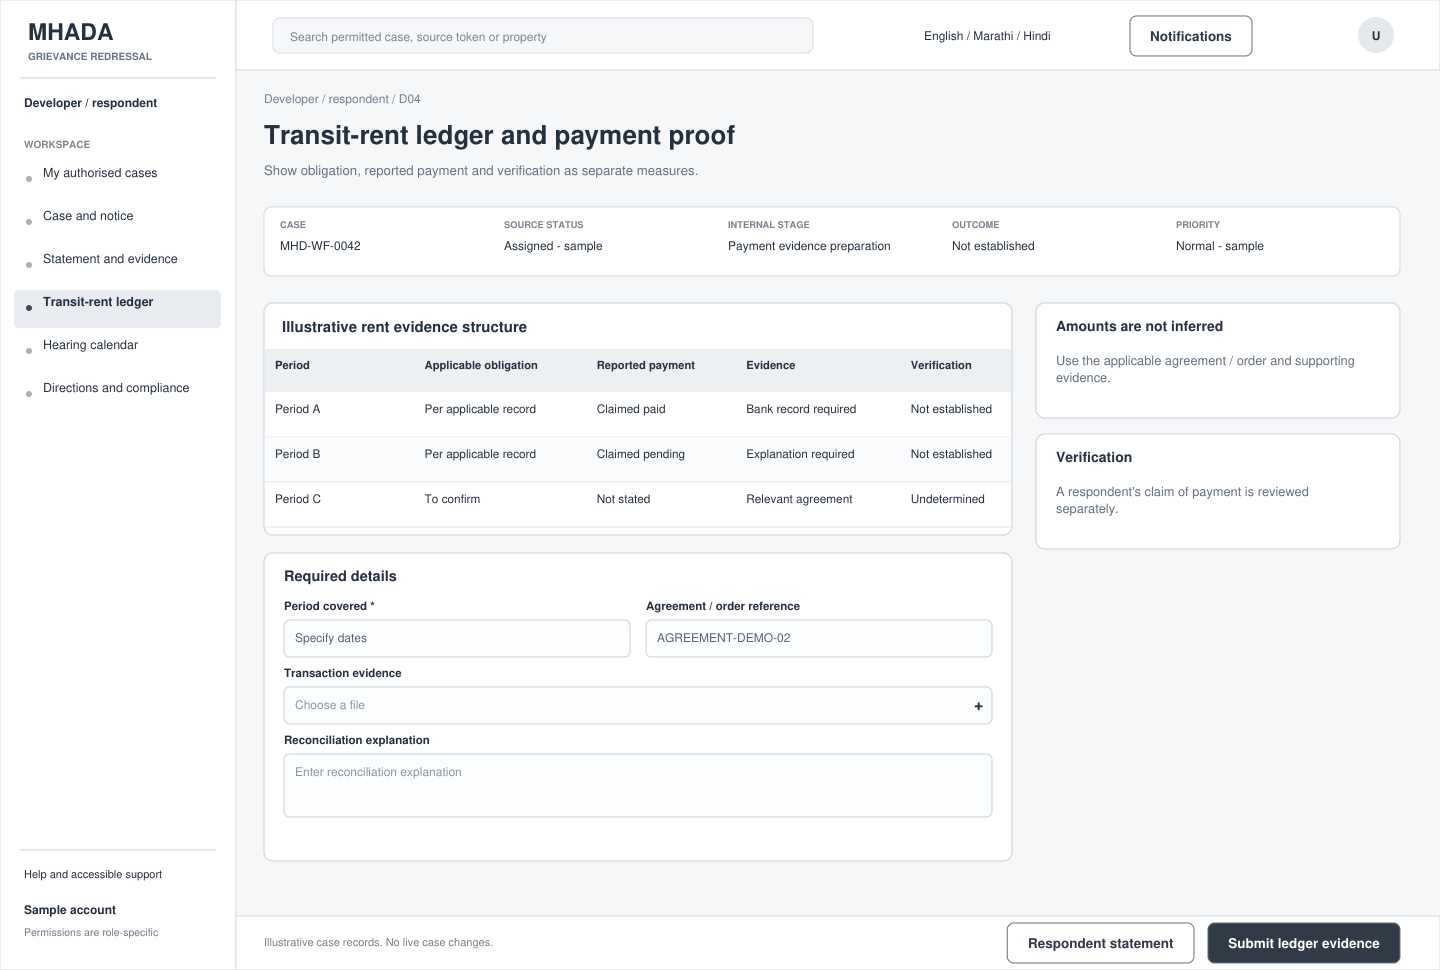 MHADA
GRIEVANCE REDRESSAL
Developer / respondent
WORKSPACE
My authorised cases
Case and notice
Statement and evidence
Transit-rent ledger
Hearing calendar
Directions and compliance
Help and accessible support
Sample account
Permissions are role-specific
Search permitted case, source token or property
English / Marathi / Hindi
Notifications
U
Developer / respondent / D04
Transit-rent ledger and payment proof
Show obligation, reported payment and verification as separate measures.
CASE SOURCE STATUS INTERNAL STAGE OUTCOME PRIORITY
MHD-WF-0042 Assigned - sample Payment evidence preparation Not established Normal - sample
Illustrative rent evidence structure
Period Applicable obligation Reported payment Evidence Verification
Period A Per applicable record Claimed paid Bank record required Not established
Period B Per applicable record Claimed pending Explanation required Not established
Period C To confirm Not stated Relevant agreement Undetermined
Amounts are not inferred
Use the applicable agreement / order and supporting
evidence.
Verification
A respondent's claim of payment is reviewed
separately.
Required details
Period covered * Agreement / order reference
Specify dates AGREEMENT-DEMO-02
Transaction evidence
Choose a file +
Reconciliation explanation
Enter reconciliation explanation
Illustrative case records. No live case changes.
Respondent statement
Submit ledger evidence